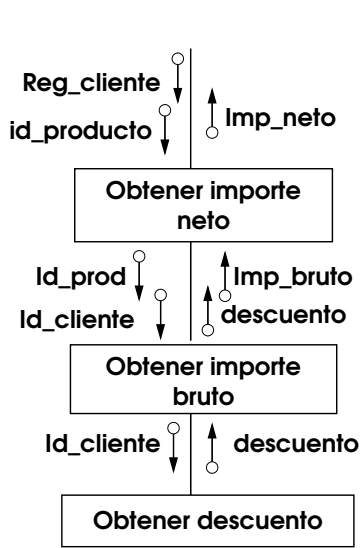 Reg_cliente
Imp_neto
id_producto
Obtener importe
neto
Id_prod
Imp_bruto
Id_cliente
descuento
Obtener importe
bruto
Id_cliente
descuento
Obtener descuento